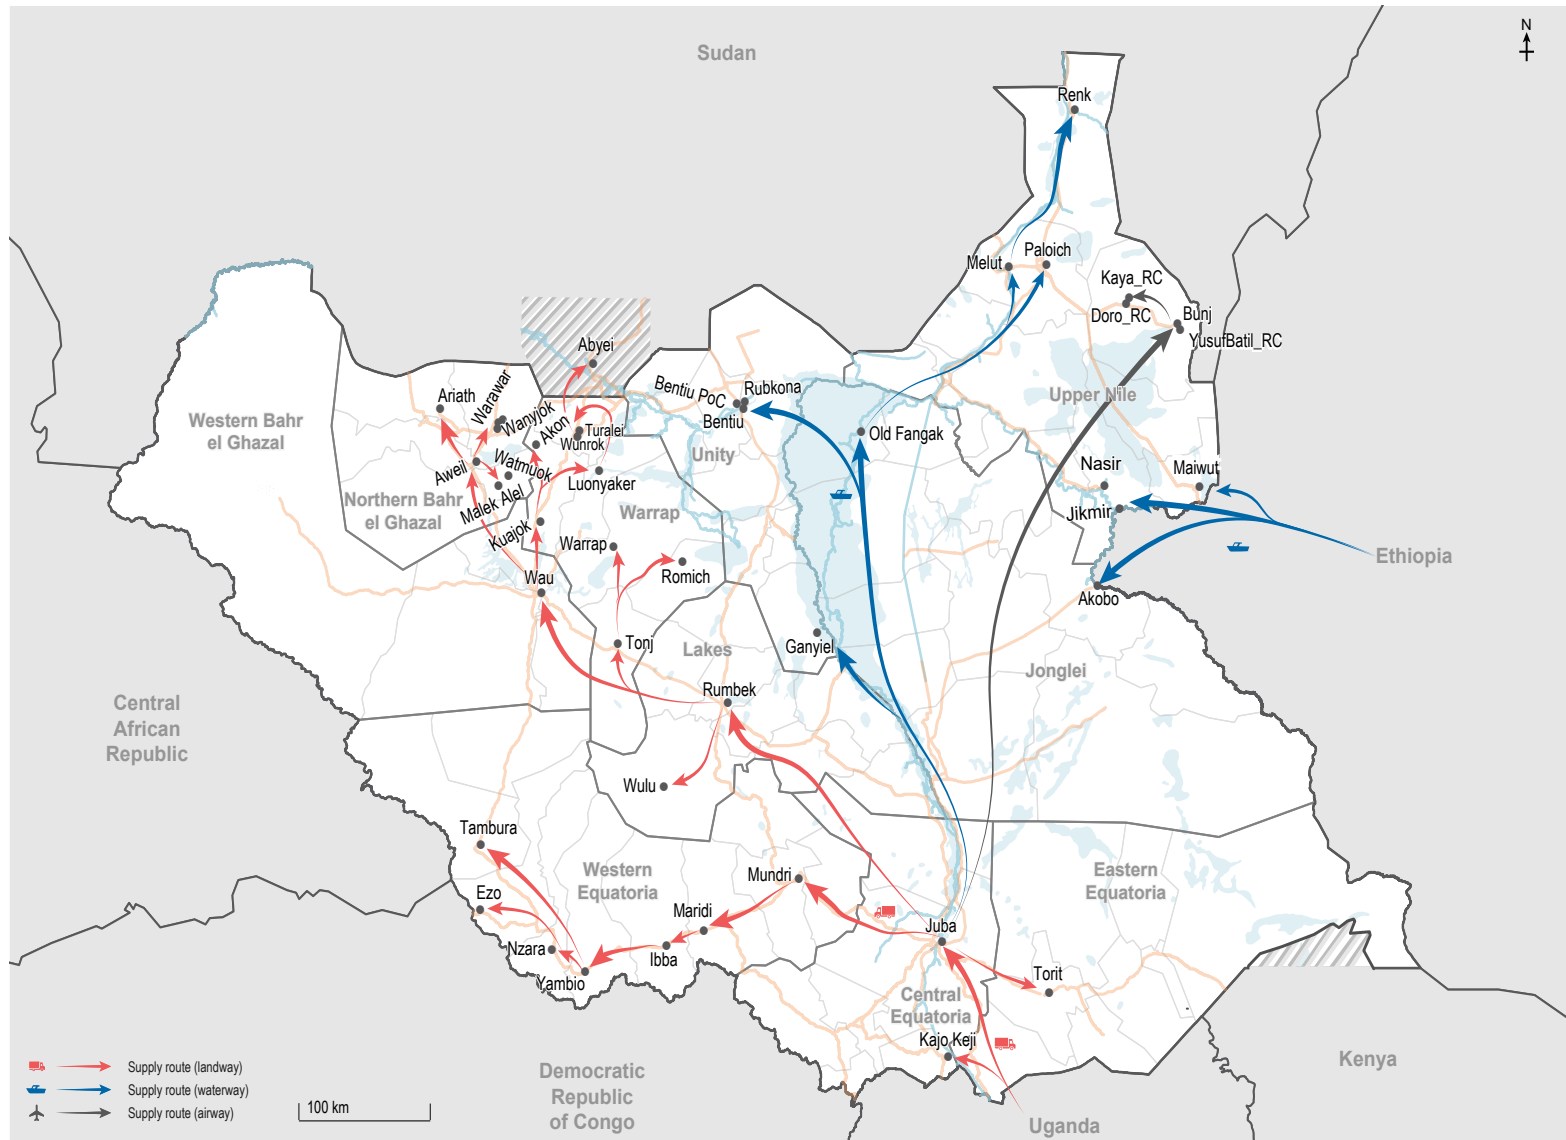 Sudan
N
Renk
Melut
Paloich
Kaya_RC
Doro_RC
Bunj
YusufBatil_RC
Abyei
Ariath
Warawar
Wanyjok
Akon
Turalei
Wunrok
Bentiu PoC
Rubkona
Bentiu
Upper Nile
Western Bahr
el Ghazal
Old Fangak
Unity
Aweil
Watmuok
Malek Alel
Luonyaker
Nasir
Maiwut
Northern Bahr
el Ghazal
Warrap
Jikmir
Kuajok
Warrap
Romich
Ethiopia
Wau
Akobo
Tonj
Lakes
Ganyiel
Jonglei
Rumbek
Central
African
Republic
Wulu
Tambura
Western
Equatoria
Mundri
Eastern
Equatoria
Ezo
Maridi
Juba
Nzara
Ibba
Yambio
Torit
Central
Equatoria
Kajo Keji
Kenya
Democratic
Republic
of Congo
Uganda
Supply route (landway)
Supply route (waterway)
Supply route (airway)
100 km